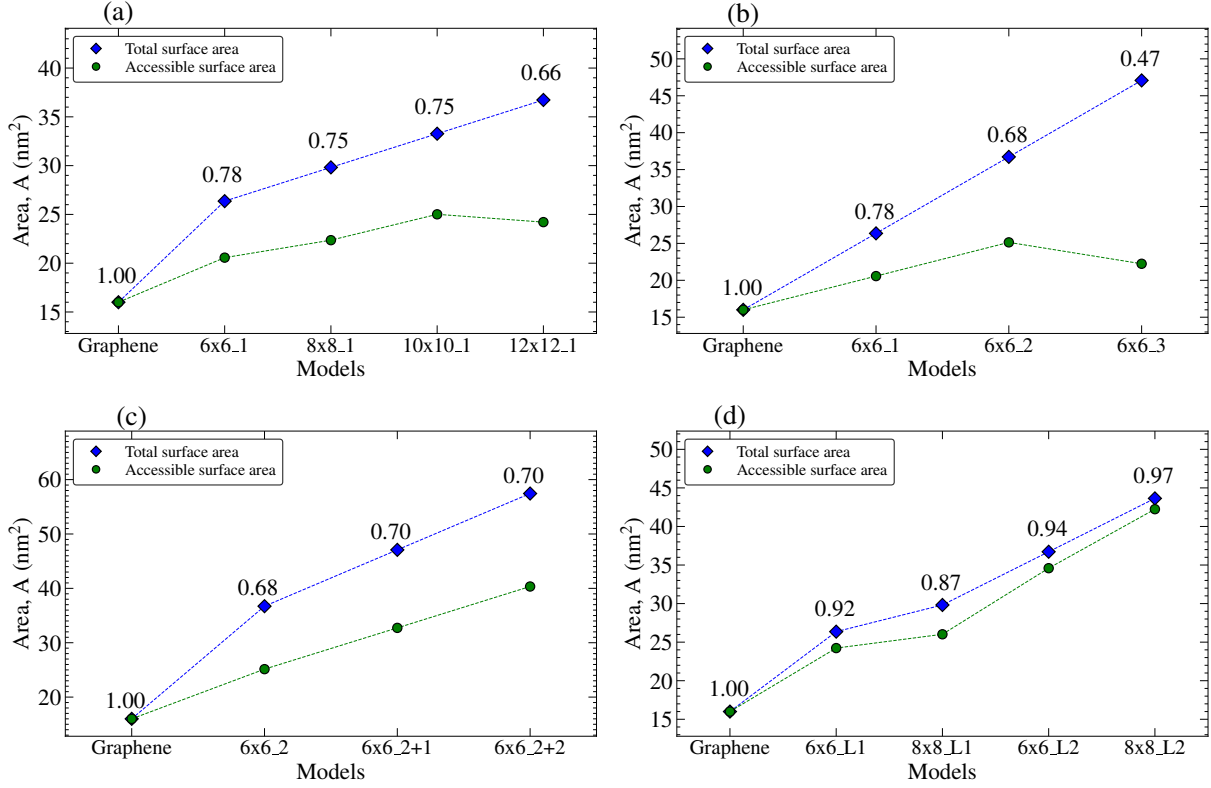 (a)
Total surface area
Accessible surface area
40
35
30
25
20
15
Area, A (nm²)
1.00
0.78
0.75
0.75
0.66
Graphene 6x6_1 8x8_1 10x10_1 12x12_1
Models
(b)
Total surface area
Accessible surface area
50
45
40
35
30
25
20
15
Area, A (nm²)
1.00
0.78
0.68
0.47
Graphene 6x6_1 6x6_2 6x6_3
Models
(c)
Total surface area
Accessible surface area
60
50
40
30
20
Area, A (nm²)
1.00
0.68
0.70
0.70
Graphene 6x6_2 6x6_2+1 6x6_2+2
Models
(d)
Total surface area
Accessible surface area
50
45
40
35
30
25
20
15
Area, A (nm²)
1.00
0.92
0.87
0.94
0.97
Graphene 6x6_L1 8x8_L1 6x6_L2 8x8_L2
Models